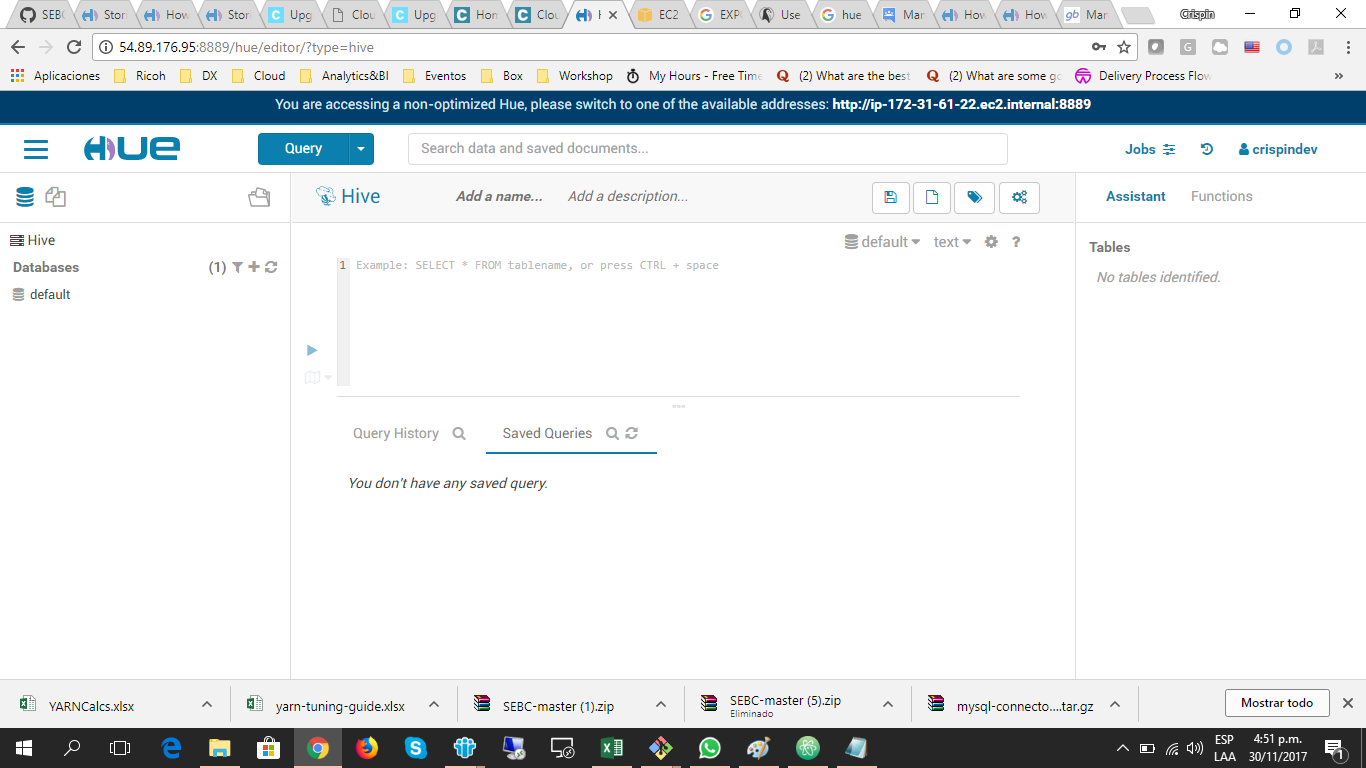 SEBC
Stor
How
Stor
Upg
Clou
Upg
Hon
Clou
H
EC2
EXP
Use
hue
Mar
How
How
Mar
Crispin
54.89.176.95:8889/hue/editor/?type=hive
Aplicaciones
Ricoh
DX
Cloud
Analytics&BI
Eventos
Box
Workshop
My Hours - Free Time
(2) What are the best
(2) What are some go
Delivery Process Flow
»
You are accessing a non-optimized Hue, please switch to one of the available addresses: http://ip-172-31-61-22.ec2.internal:8889
HUE
Query
Search data and saved documents...
Jobs
crispindev
Hive
Add a name...
Add a description...
Assistant
Functions
Hive
Databases
(1)
default
default
text
?
1 Example: SELECT * FROM tablename, or press CTRL + space
Tables
No tables identified.
Query History
Saved Queries
You don't have any saved query.
YARNCalcs.xlsx
yarn-tuning-guide.xlsx
SEBC-master (1).zip
SEBC-master (5).zip
Eliminado
mysql-connecto....tar.gz
Mostrar todo
ESP
LAA
4:51 p.m.
30/11/2017
1